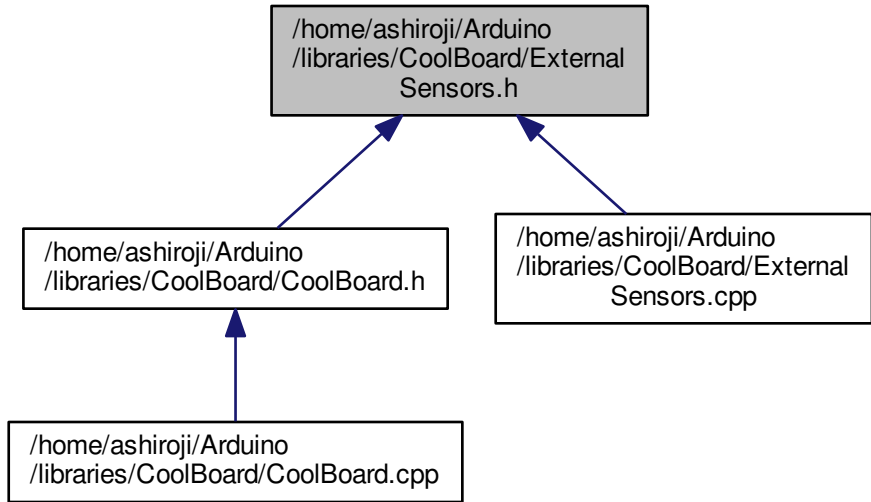 /home/ashiroji/Arduino
/libraries/CoolBoard/External
Sensors.h
/home/ashiroji/Arduino
/libraries/CoolBoard/CoolBoard.h
/home/ashiroji/Arduino
/libraries/CoolBoard/External
Sensors.cpp
/home/ashiroji/Arduino
/libraries/CoolBoard/CoolBoard.cpp